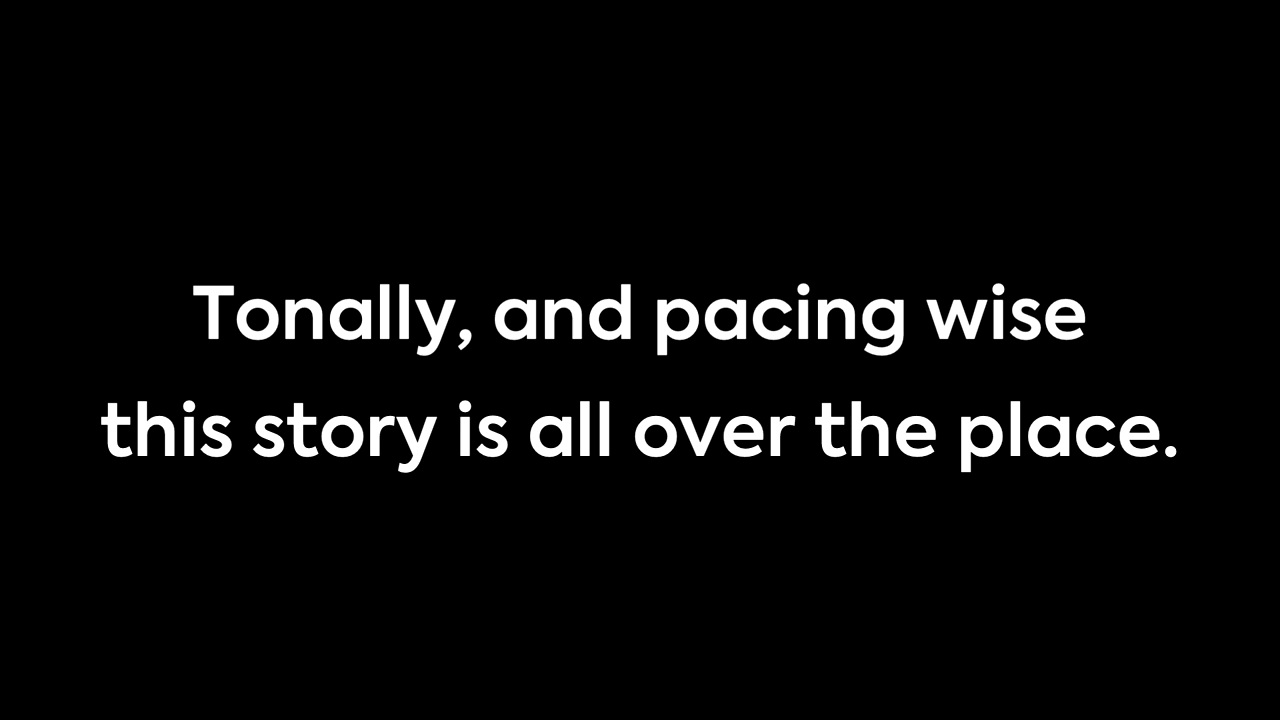 Tonally, and pacing wise
this story is all over the place.